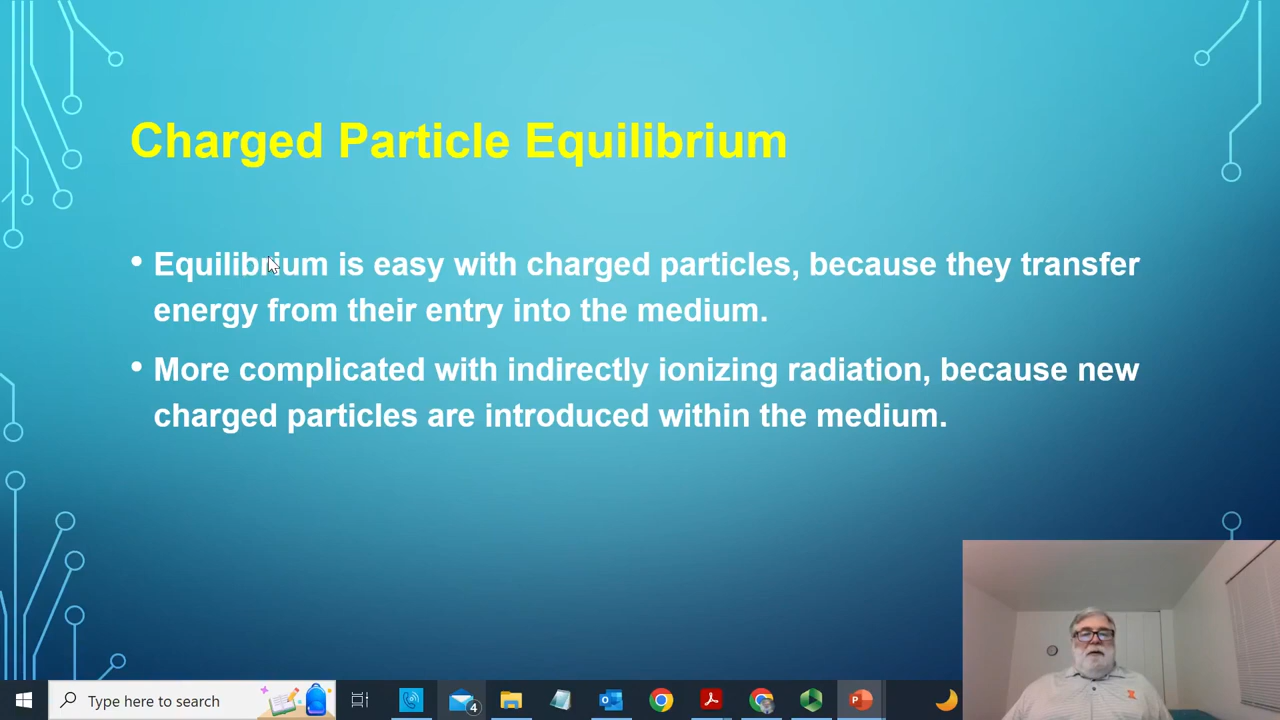 Charged Particle Equilibrium
• Equilibrium is easy with charged particles, because they transfer
energy from their entry into the medium.
• More complicated with indirectly ionizing radiation, because new
charged particles are introduced within the medium.
Type here to search
4